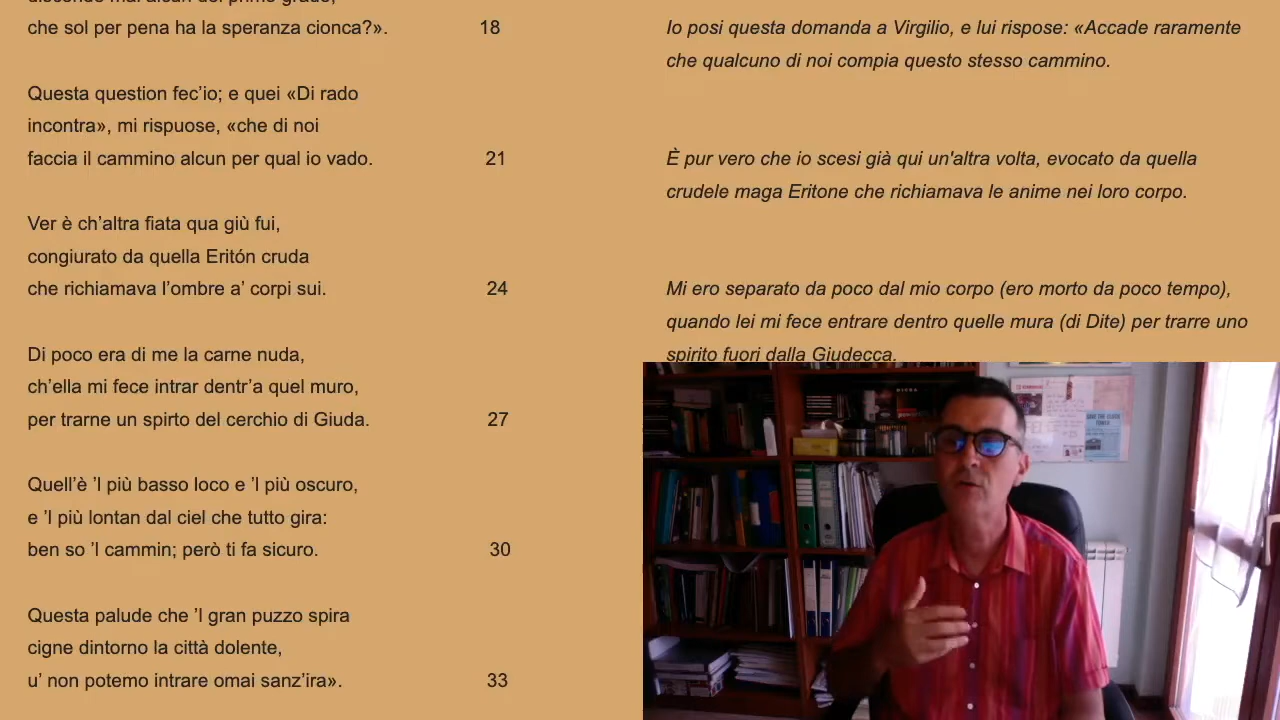 che sol per pena ha la speranza cionca?». 18
Questa question fec’io; e quei «Di rado
incontra», mi rispuose, «che di noi
faccia il cammino alcun per qual io vado. 21
Ver è ch’altra fiata qua giù fui,
congiurato da quella Eritón cruda
che richiamava l’ombre a’ corpi sui. 24
Di poco era di me la carne nuda,
ch’ella mi fece intrar dentr’a quel muro,
per trarne un spirto del cerchio di Giuda. 27
Quell’è ’l più basso loco e ’l più oscuro,
e ’l più lontan dal ciel che tutto gira:
ben so ’l cammin; però ti fa sicuro. 30
Questa palude che ’l gran puzzo spira
cigne dintorno la città dolente,
u’ non potemo intrare omai sanz’ira». 33
Io posi questa domanda a Virgilio, e lui rispose: «Accade raramente
che qualcuno di noi compia questo stesso cammino.
È pur vero che io scesi già qui un'altra volta, evocato da quella
crudele maga Eritone che richiamava le anime nei loro corpo.
Mi ero separato da poco dal mio corpo (ero morto da poco tempo),
quando lei mi fece entrare dentro quelle mura (di Dite) per trarre uno
spirito fuori dalla Giudecca.